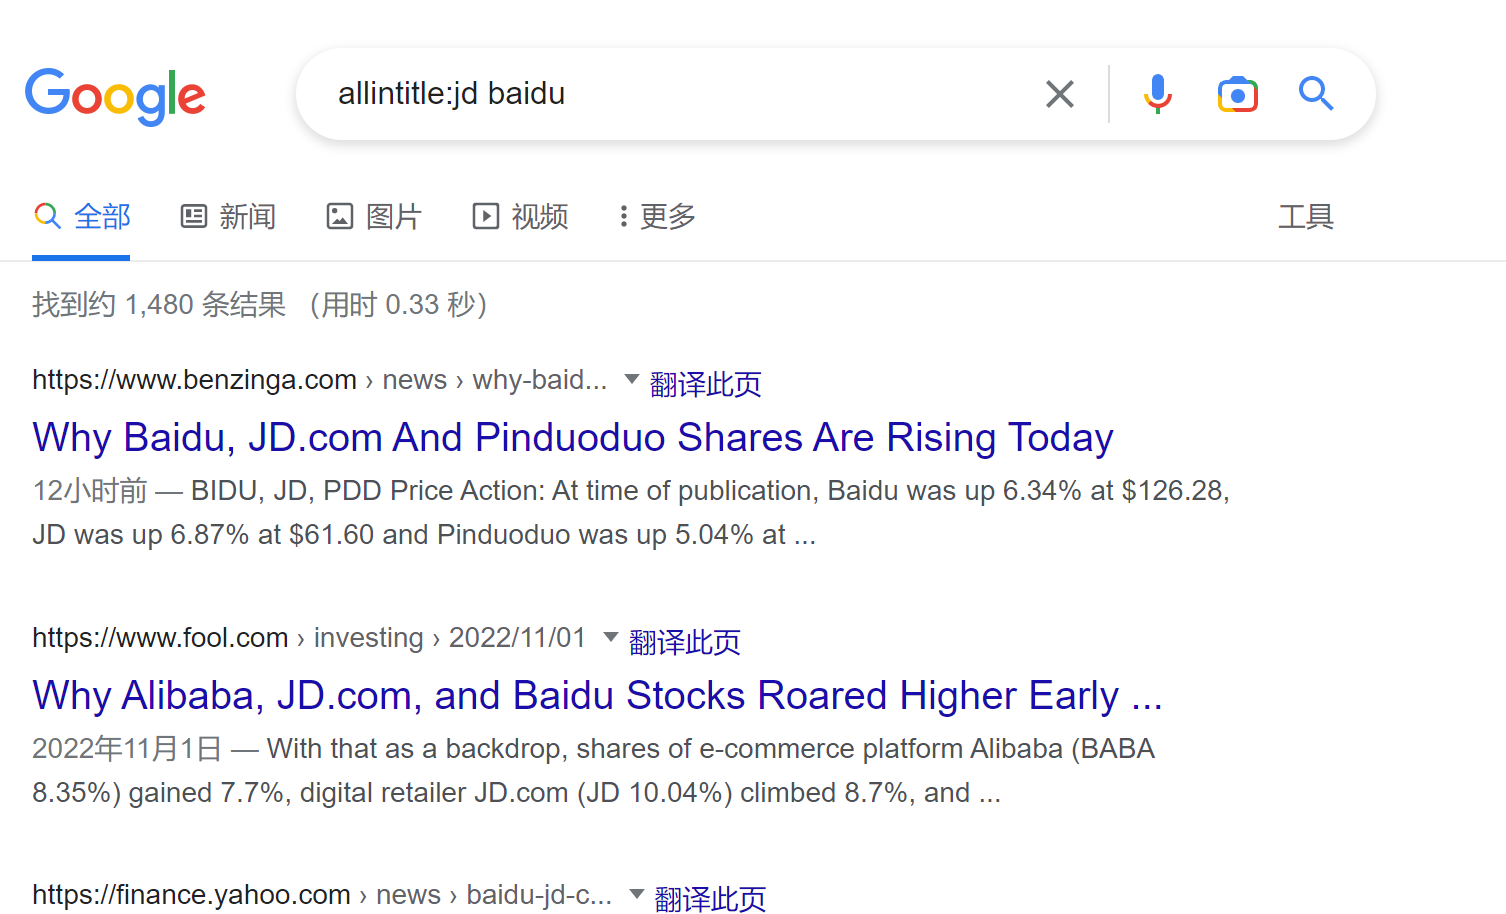 Google
allintitle:jd baidu
全部 新闻 图片 视频 更多 工具
找到约 1,480 条结果 （用时 0.33 秒）
https://www.benzinga.com › news › why-baid... 翻译此页
Why Baidu, JD.com And Pinduoduo Shares Are Rising Today
12小时前 — BIDU, JD, PDD Price Action: At time of publication, Baidu was up 6.34% at $126.28,
JD was up 6.87% at $61.60 and Pinduoduo was up 5.04% at ...
https://www.fool.com › investing › 2022/11/01 翻译此页
Why Alibaba, JD.com, and Baidu Stocks Roared Higher Early ...
2022年11月1日 — With that as a backdrop, shares of e-commerce platform Alibaba (BABA
8.35%) gained 7.7%, digital retailer JD.com (JD 10.04%) climbed 8.7%, and ...
https://finance.yahoo.com › news › baidu-jd-c... 翻译此页